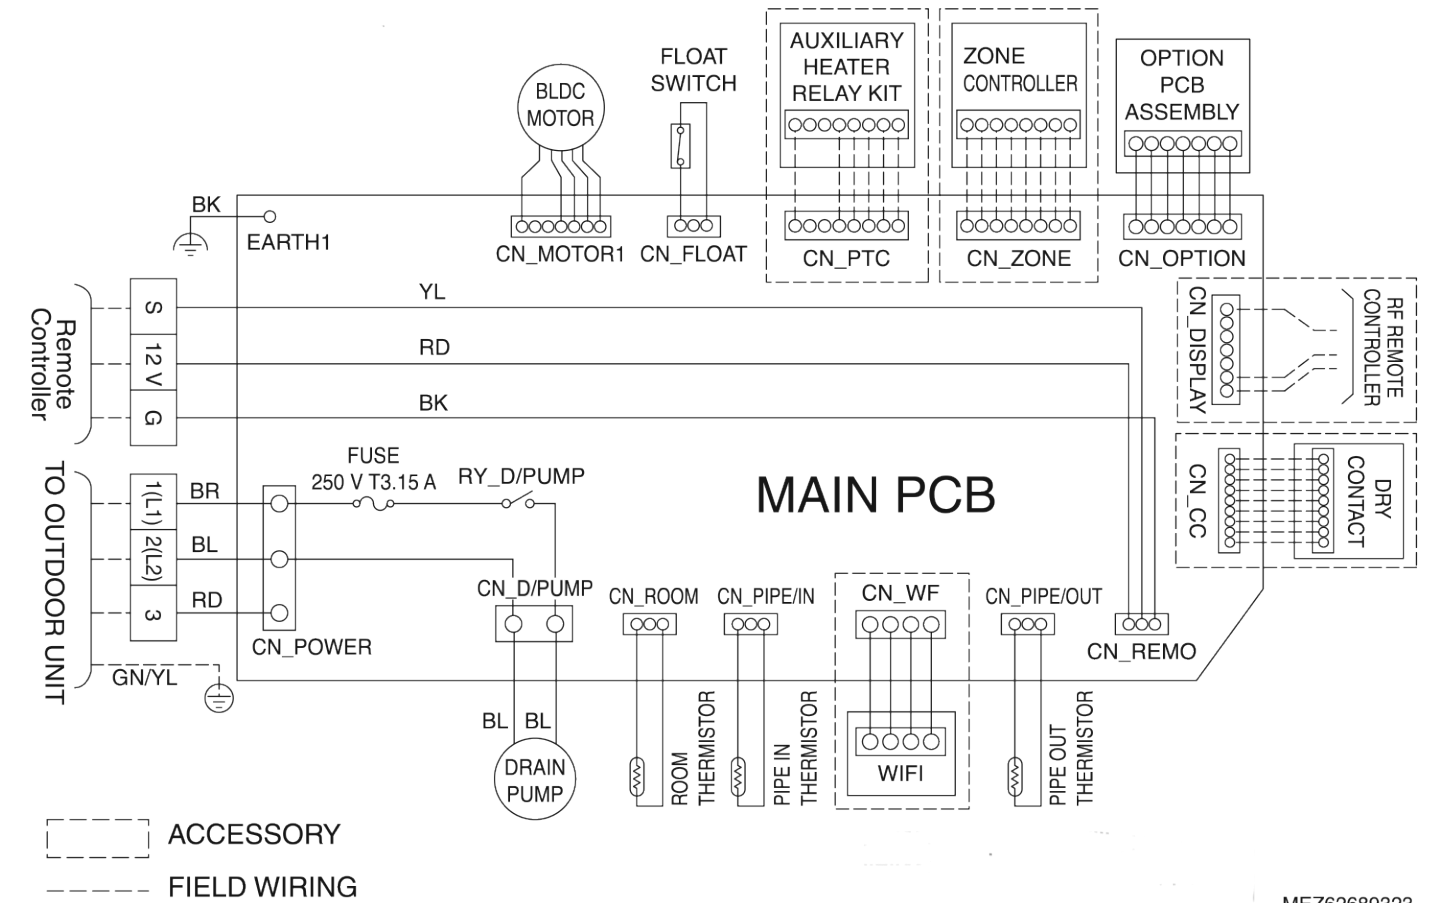 AUXILIARY
HEATER
RELAY KIT
ZONE
CONTROLLER
OPTION
PCB
ASSEMBLY
FLOAT
SWITCH
BLDC
MOTOR
BK
EARTH1
CN_MOTOR1
CN_FLOAT
CN_PTC
CN_ZONE
CN_OPTION
Remote
Controller
S
12 V
G
YL
RD
BK
CN_DISPLAY
RF REMOTE
CONTROLLER
CN_CC
DRY
CONTACT
TO OUTDOOR UNIT
1(L1)
2(L2)
3
BR
BL
RD
GN/YL
FUSE
250 V T3.15 A
RY_D/PUMP
MAIN PCB
CN_POWER
CN_D/PUMP
CN_ROOM
CN_PIPE/IN
CN_WF
CN_PIPE/OUT
CN_REMO
BL
BL
DRAIN
PUMP
ROOM
THERMISTOR
PIPE IN
THERMISTOR
WIFI
PIPE OUT
THERMISTOR
ACCESSORY
FIELD WIRING